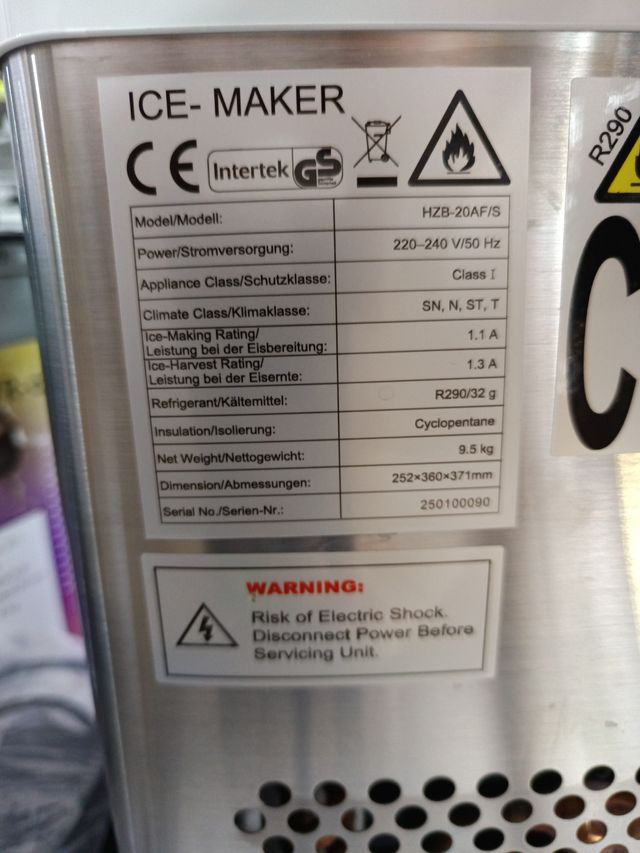 ICE- MAKER
CE Intertek GS
Model/Modell: HZB-20AF/S
Power/Stromversorgung: 220–240 V/50 Hz
Appliance Class/Schutzklasse: Class I
Climate Class/Klimaklasse: SN, N, ST, T
Ice-Making Rating/
Leistung bei der Eisbereitung: 1.1 A
Ice-Harvest Rating/
Leistung bei der Eisernte: 1.3 A
Refrigerant/Kältemittel: R290/32 g
Insulation/Isolierung: Cyclopentane
Net Weight/Nettogewicht: 9.5 kg
Dimension/Abmessungen: 252×360×371mm
Serial No./Serien-Nr.: 250100090
WARNING:
Risk of Electric Shock.
Disconnect Power Before
Servicing Unit.
R290
C